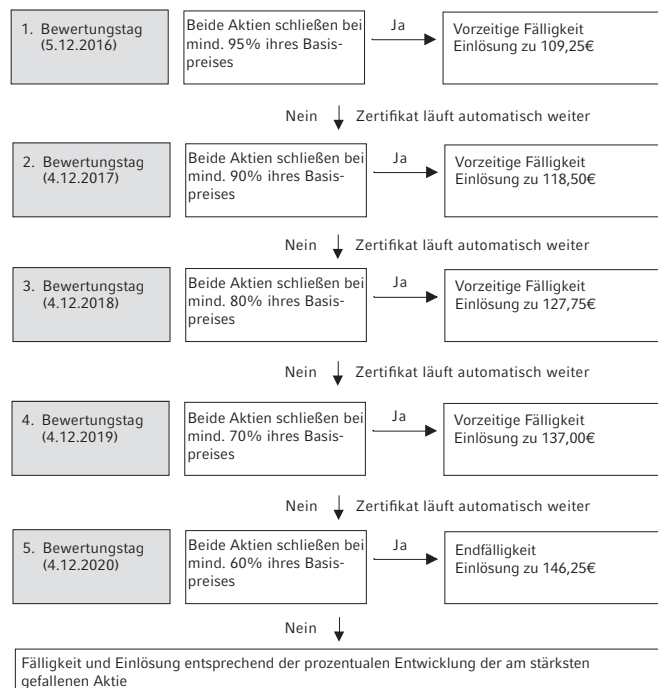 1. Bewertungstag
(5.12.2016)
Beide Aktien schließen bei
mind. 95% ihres Basis-
preises
Ja
Vorzeitige Fälligkeit
Einlösung zu 109,25€
Nein
Zertifikat läuft automatisch weiter
2. Bewertungstag
(4.12.2017)
Beide Aktien schließen bei
mind. 90% ihres Basis-
preises
Ja
Vorzeitige Fälligkeit
Einlösung zu 118,50€
Nein
Zertifikat läuft automatisch weiter
3. Bewertungstag
(4.12.2018)
Beide Aktien schließen bei
mind. 80% ihres Basis-
preises
Ja
Vorzeitige Fälligkeit
Einlösung zu 127,75€
Nein
Zertifikat läuft automatisch weiter
4. Bewertungstag
(4.12.2019)
Beide Aktien schließen bei
mind. 70% ihres Basis-
preises
Ja
Vorzeitige Fälligkeit
Einlösung zu 137,00€
Nein
Zertifikat läuft automatisch weiter
5. Bewertungstag
(4.12.2020)
Beide Aktien schließen bei
mind. 60% ihres Basis-
preises
Ja
Endfälligkeit
Einlösung zu 146,25€
Nein
Fälligkeit und Einlösung entsprechend der prozentualen Entwicklung der am stärksten
gefallenen Aktie